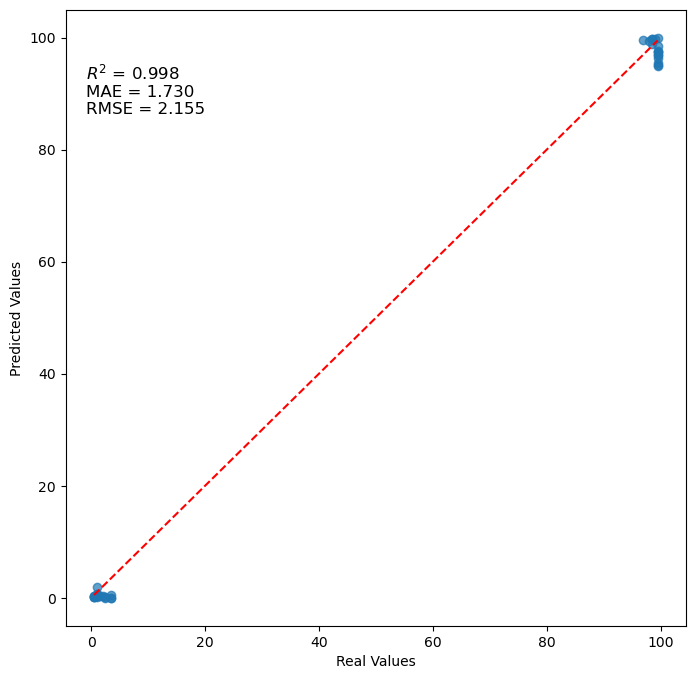 R² = 0.998
MAE = 1.730
RMSE = 2.155
Predicted Values
100
80
60
40
20
0
0 20 40 60 80 100
Real Values